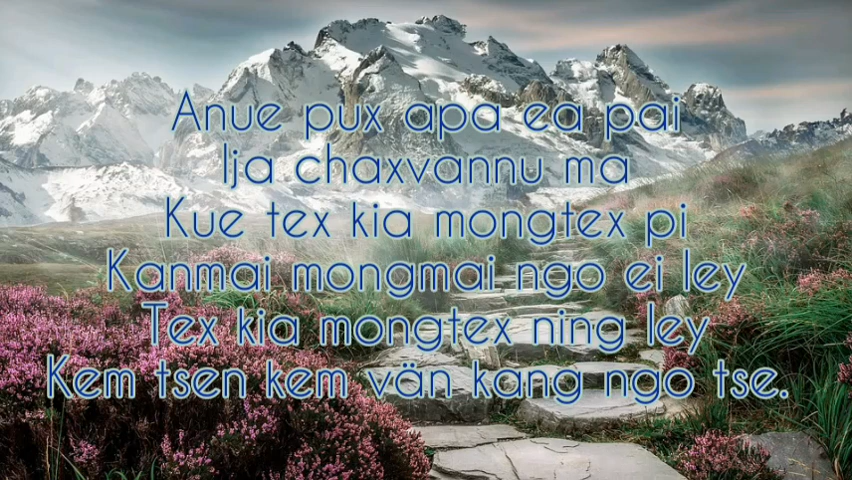 Anue pux apa ea pai
Ija chaxvannu ma
Kue tex kia mongtex pi
Kanmai mongmai ngo ei ley
Tex kia mongtex ning ley
Kem tsen kem vän kang ngo tse.